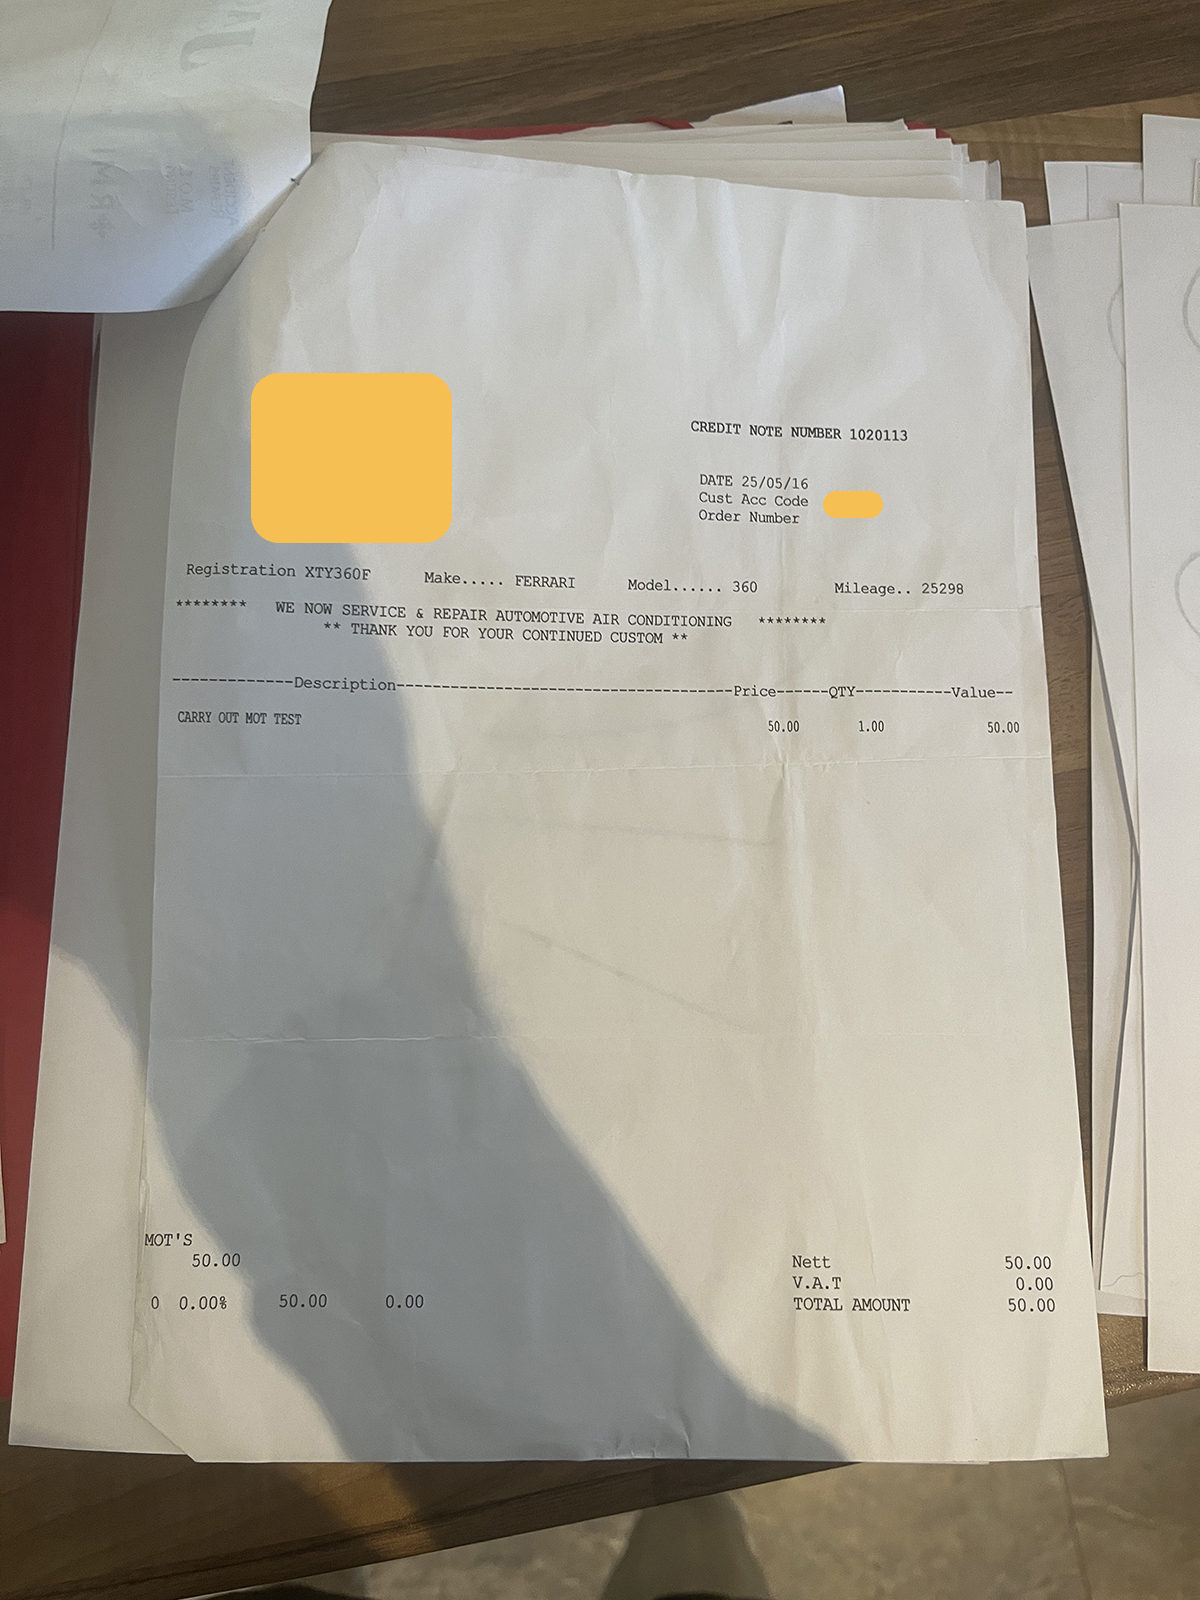 CREDIT NOTE NUMBER 1020113
DATE 25/05/16
Cust Acc Code
Order Number
Registration XTY360F Make..... FERRARI Model...... 360 Mileage.. 25298
******** WE NOW SERVICE & REPAIR AUTOMOTIVE AIR CONDITIONING ********
** THANK YOU FOR YOUR CONTINUED CUSTOM **
-------------Description-------------------------------------Price------QTY-----------Value--
CARRY OUT MOT TEST 50.00 1.00 50.00
MOT'S
50.00
0 0.00% 50.00 0.00
Nett 50.00
V.A.T 0.00
TOTAL AMOUNT 50.00